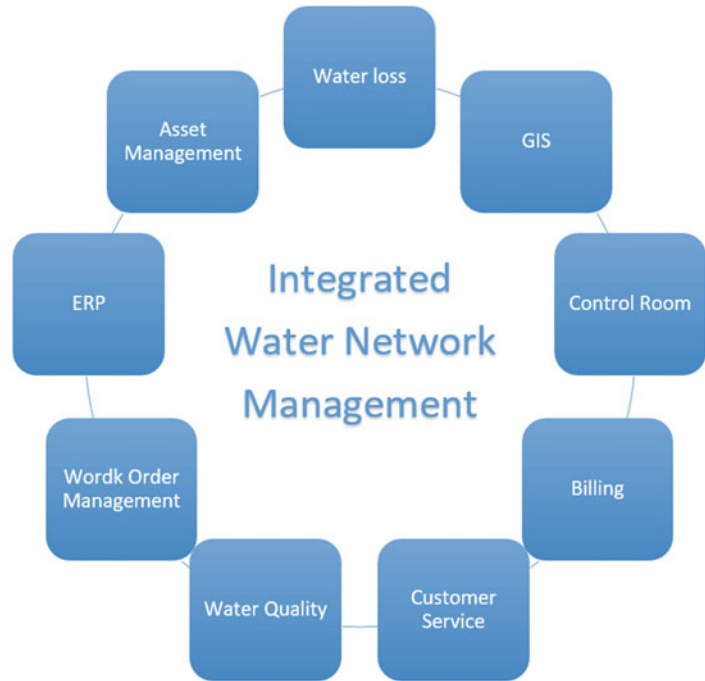 Water loss
GIS
Control Room
Billing
Customer
Service
Water Quality
Wordk Order
Management
ERP
Asset
Management
Integrated
Water Network
Management